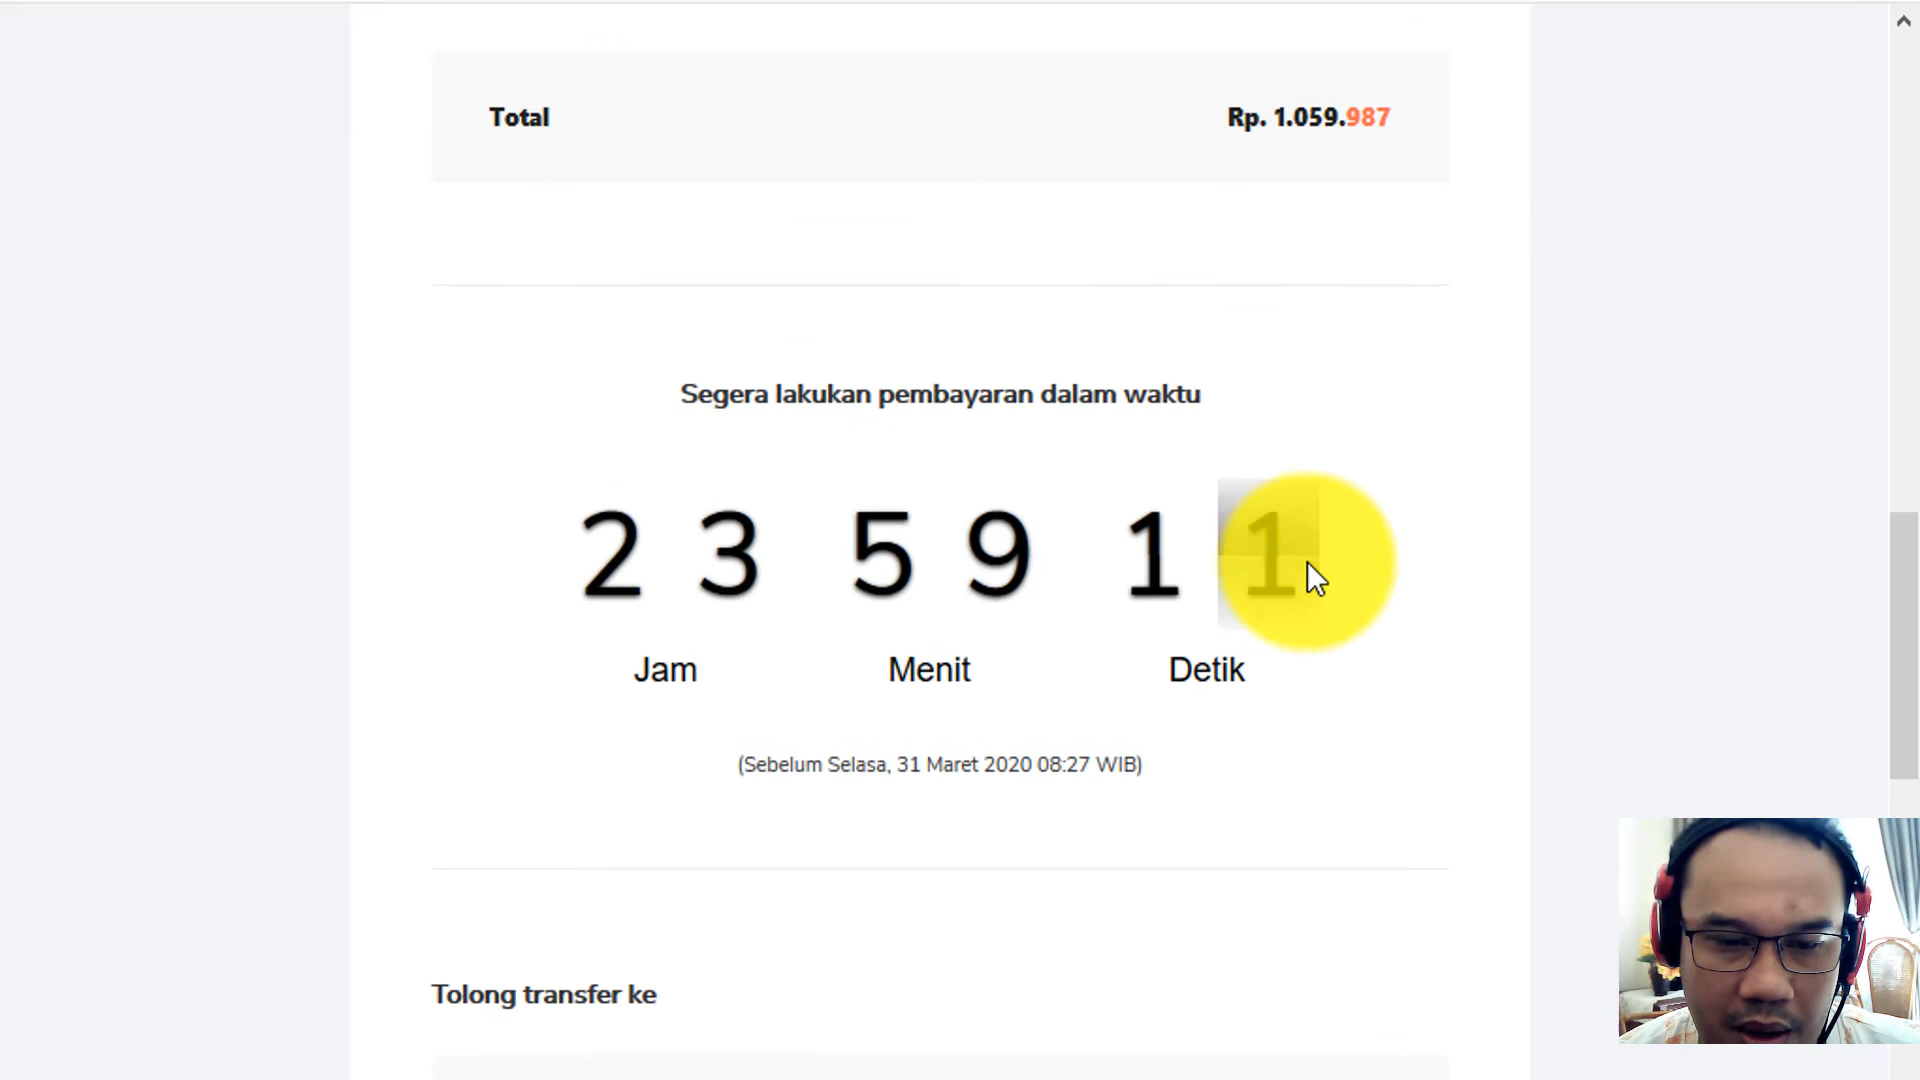 Total Rp. 1.059.987
Segera lakukan pembayaran dalam waktu
2 3 5 9 1 1
Jam Menit Detik
(Sebelum Selasa, 31 Maret 2020 08:27 WIB)
Tolong transfer ke